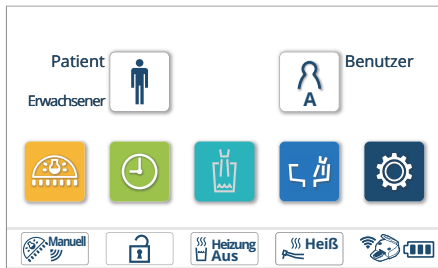 Patient
Benutzer
Erwachsener
A
Manuell
Heizung
Aus
Heiß